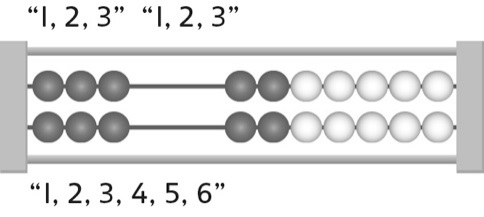 “1, 2, 3” “1, 2, 3”
“1, 2, 3, 4, 5, 6”